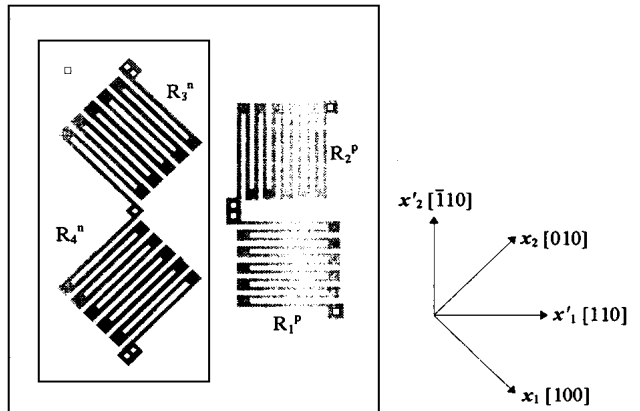 R₃ⁿ
R₂ᵖ
R₄ⁿ
R₁ᵖ
x'₂ [1̄10]
x₂ [010]
x'₁ [110]
x₁ [100]